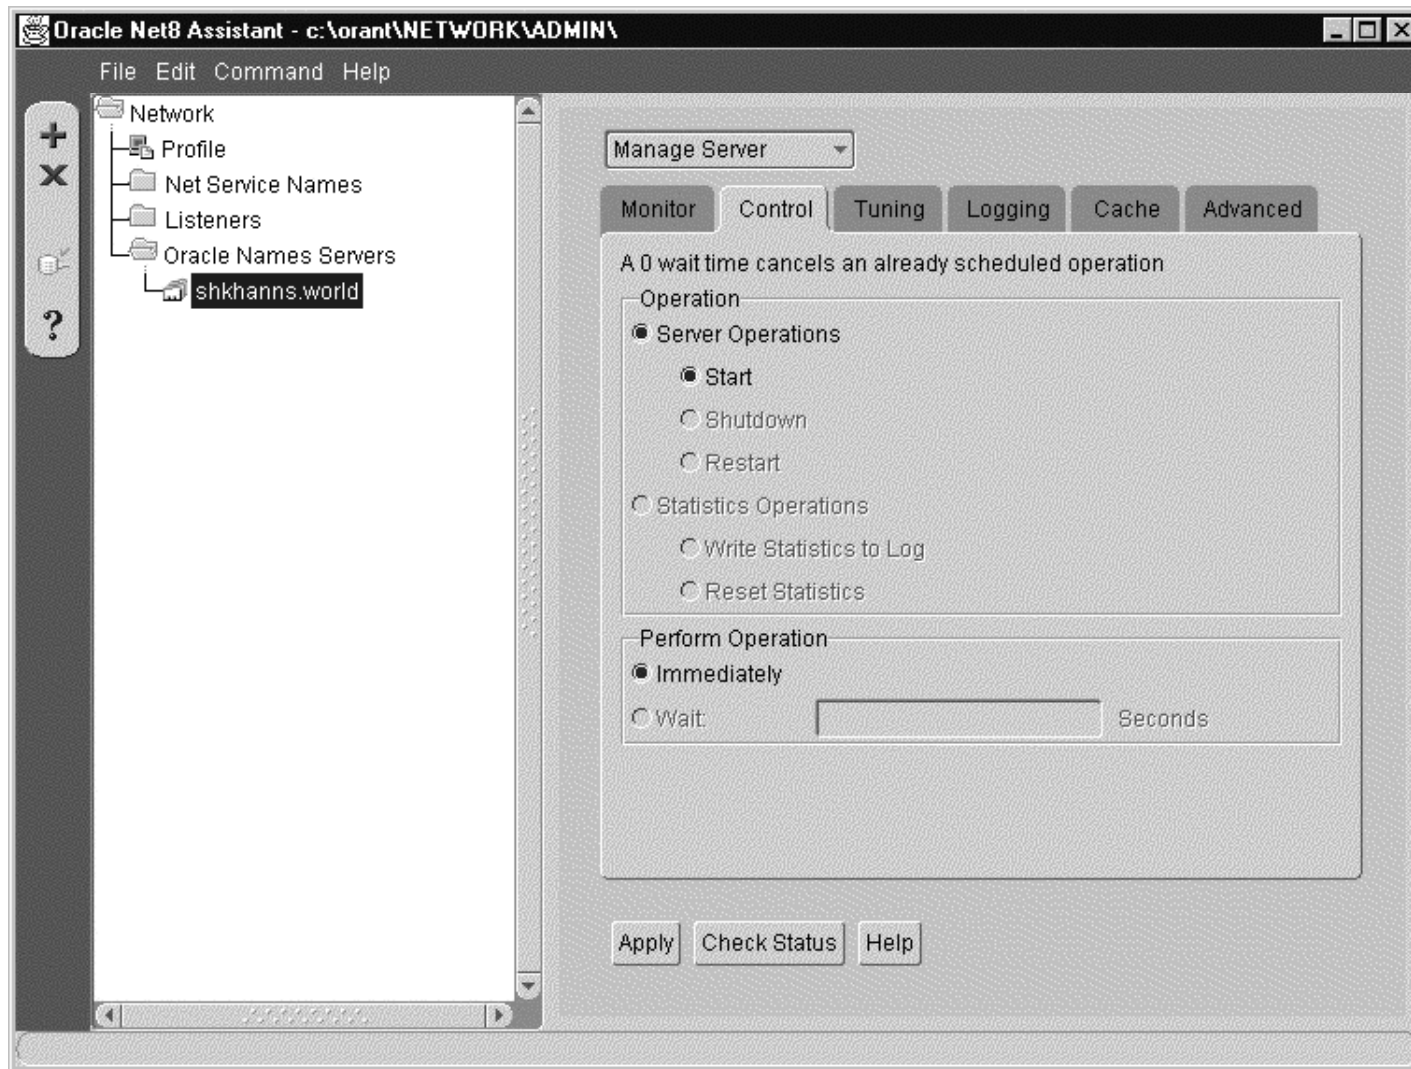 Oracle Net8 Assistant - c:\orant\NETWORK\ADMIN\
File Edit Command Help
Network
Profile
Net Service Names
Listeners
Oracle Names Servers
shkhanns.world
?
Manage Server
Monitor Control Tuning Logging Cache Advanced
A 0 wait time cancels an already scheduled operation
Operation
Server Operations
Start
Shutdown
Restart
Statistics Operations
Write Statistics to Log
Reset Statistics
Perform Operation
Immediately
Wait: Seconds
Apply Check Status Help